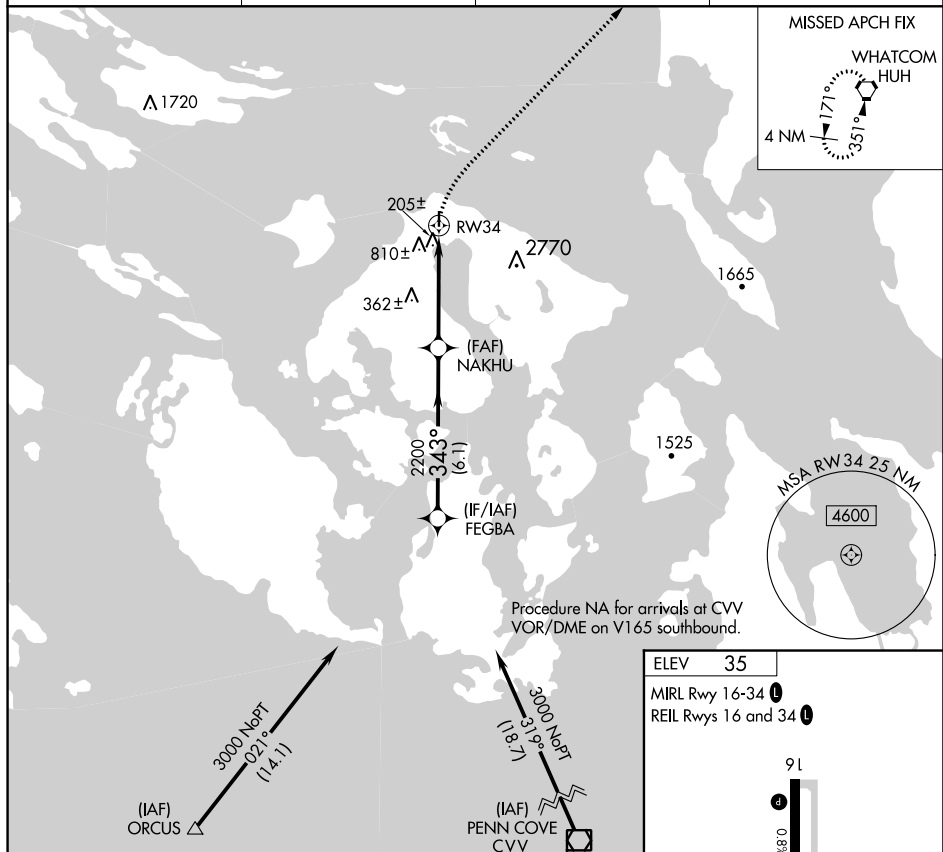 MISSED APCH FIX
WHATCOM
HUH
171°
351°
4 NM
1720
205±
RW34
810±
2770
1665
362±
(FAF)
NAKHU
2200
343°
(6.1)
1525
(IF/IAF)
FEGBA
MSA RW34 25 NM
4600
Procedure NA for arrivals at CVV
VOR/DME on V165 southbound.
3000 NoPT
021°
(14.1)
3000 NoPT
319°
(18.7)
(IAF)
ORCUS
(IAF)
PENN COVE
CVV
ELEV 35
MIRL Rwy 16-34 L
REIL Rwys 16 and 34 L
16
P
0.8%